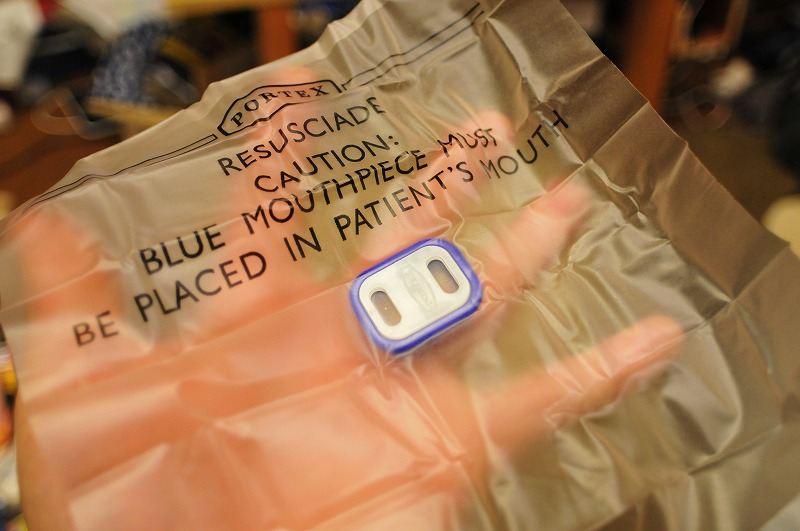 PORTEX
RESUSCIADE
CAUTION:
BLUE MOUTHPIECE MUST
BE PLACED IN PATIENT'S MOUTH